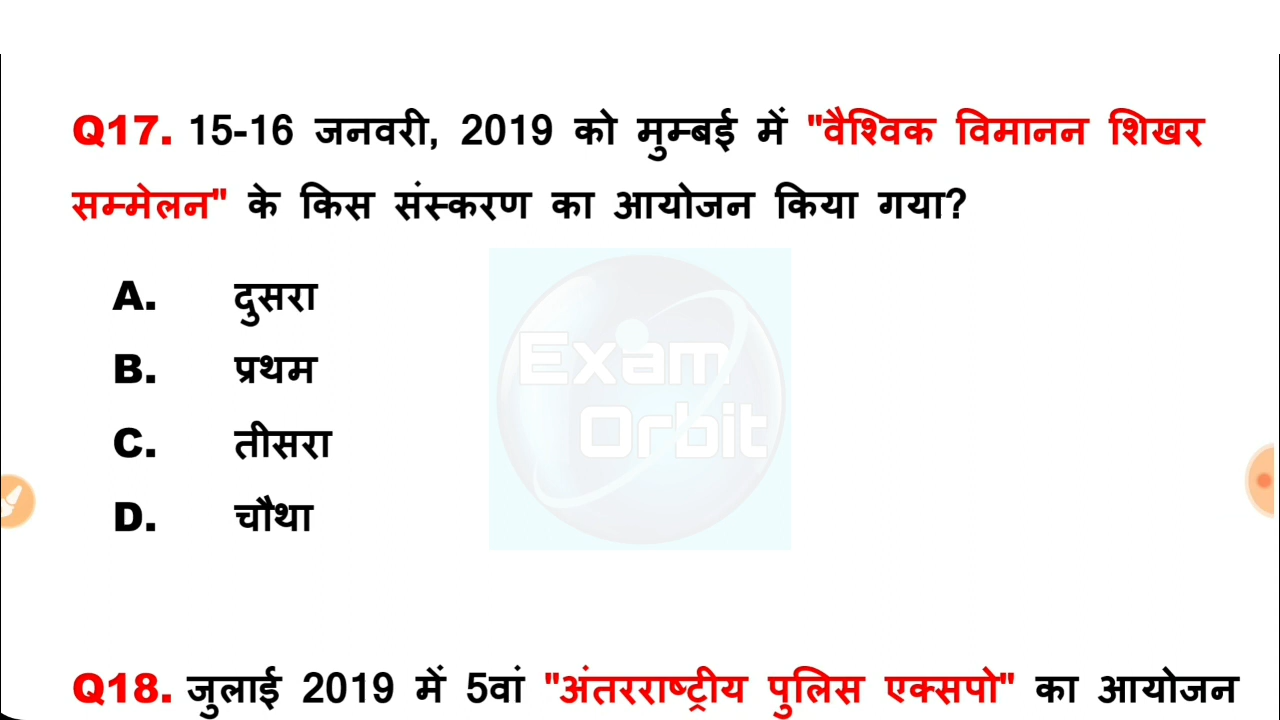 Q17. 15-16 जनवरी, 2019 को मुम्बई में "वैश्विक विमानन शिखर
सम्मेलन" के किस संस्करण का आयोजन किया गया?
A. दुसरा
B. प्रथम
C. तीसरा
D. चौथा
Exam
Orbit
Q18. जुलाई 2019 में 5वां "अंतरराष्ट्रीय पुलिस एक्सपो" का आयोजन